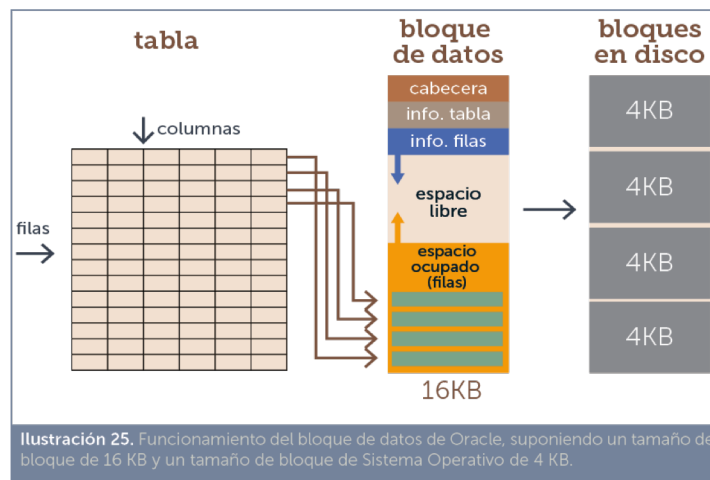 tabla
bloque
de datos
bloques
en disco
columnas
filas
cabecera
info. tabla
info. filas
espacio
libre
espacio
ocupado
(filas)
16KB
4KB
4KB
4KB
4KB
Ilustración 25. Funcionamiento del bloque de datos de Oracle, suponiendo un tamaño de
bloque de 16 KB y un tamaño de bloque de Sistema Operativo de 4 KB.